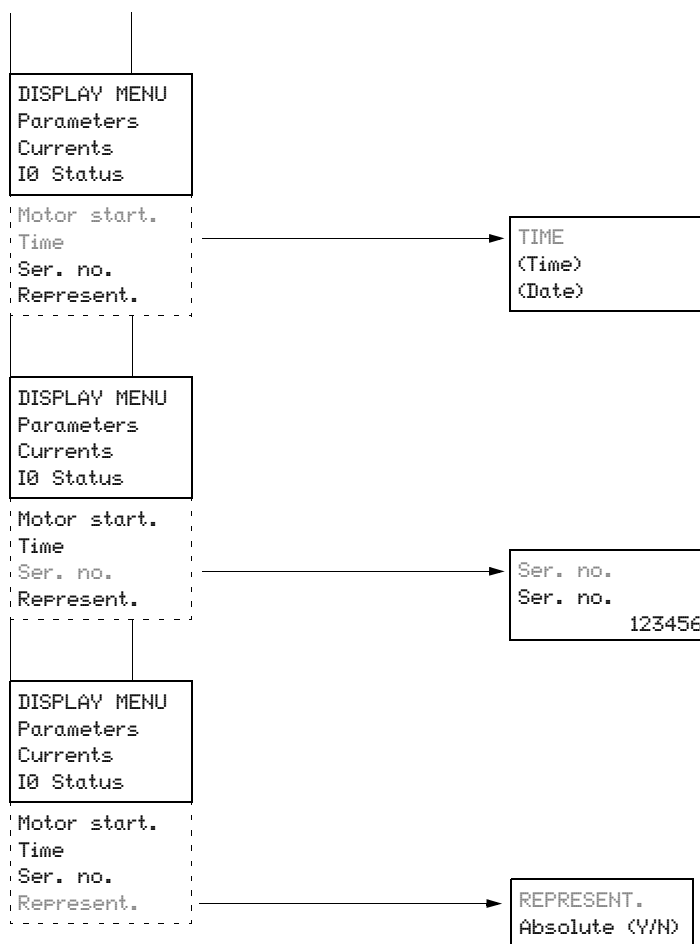 DISPLAY MENU
Parameters
Currents
I0 Status
Motor start.
Time
Ser. no.
Represent.
TIME
(Time)
(Date)
DISPLAY MENU
Parameters
Currents
I0 Status
Motor start.
Time
Ser. no.
Represent.
Ser. no.
Ser. no.
123456
DISPLAY MENU
Parameters
Currents
I0 Status
Motor start.
Time
Ser. no.
Represent.
REPRESENT.
Absolute (Y/N)